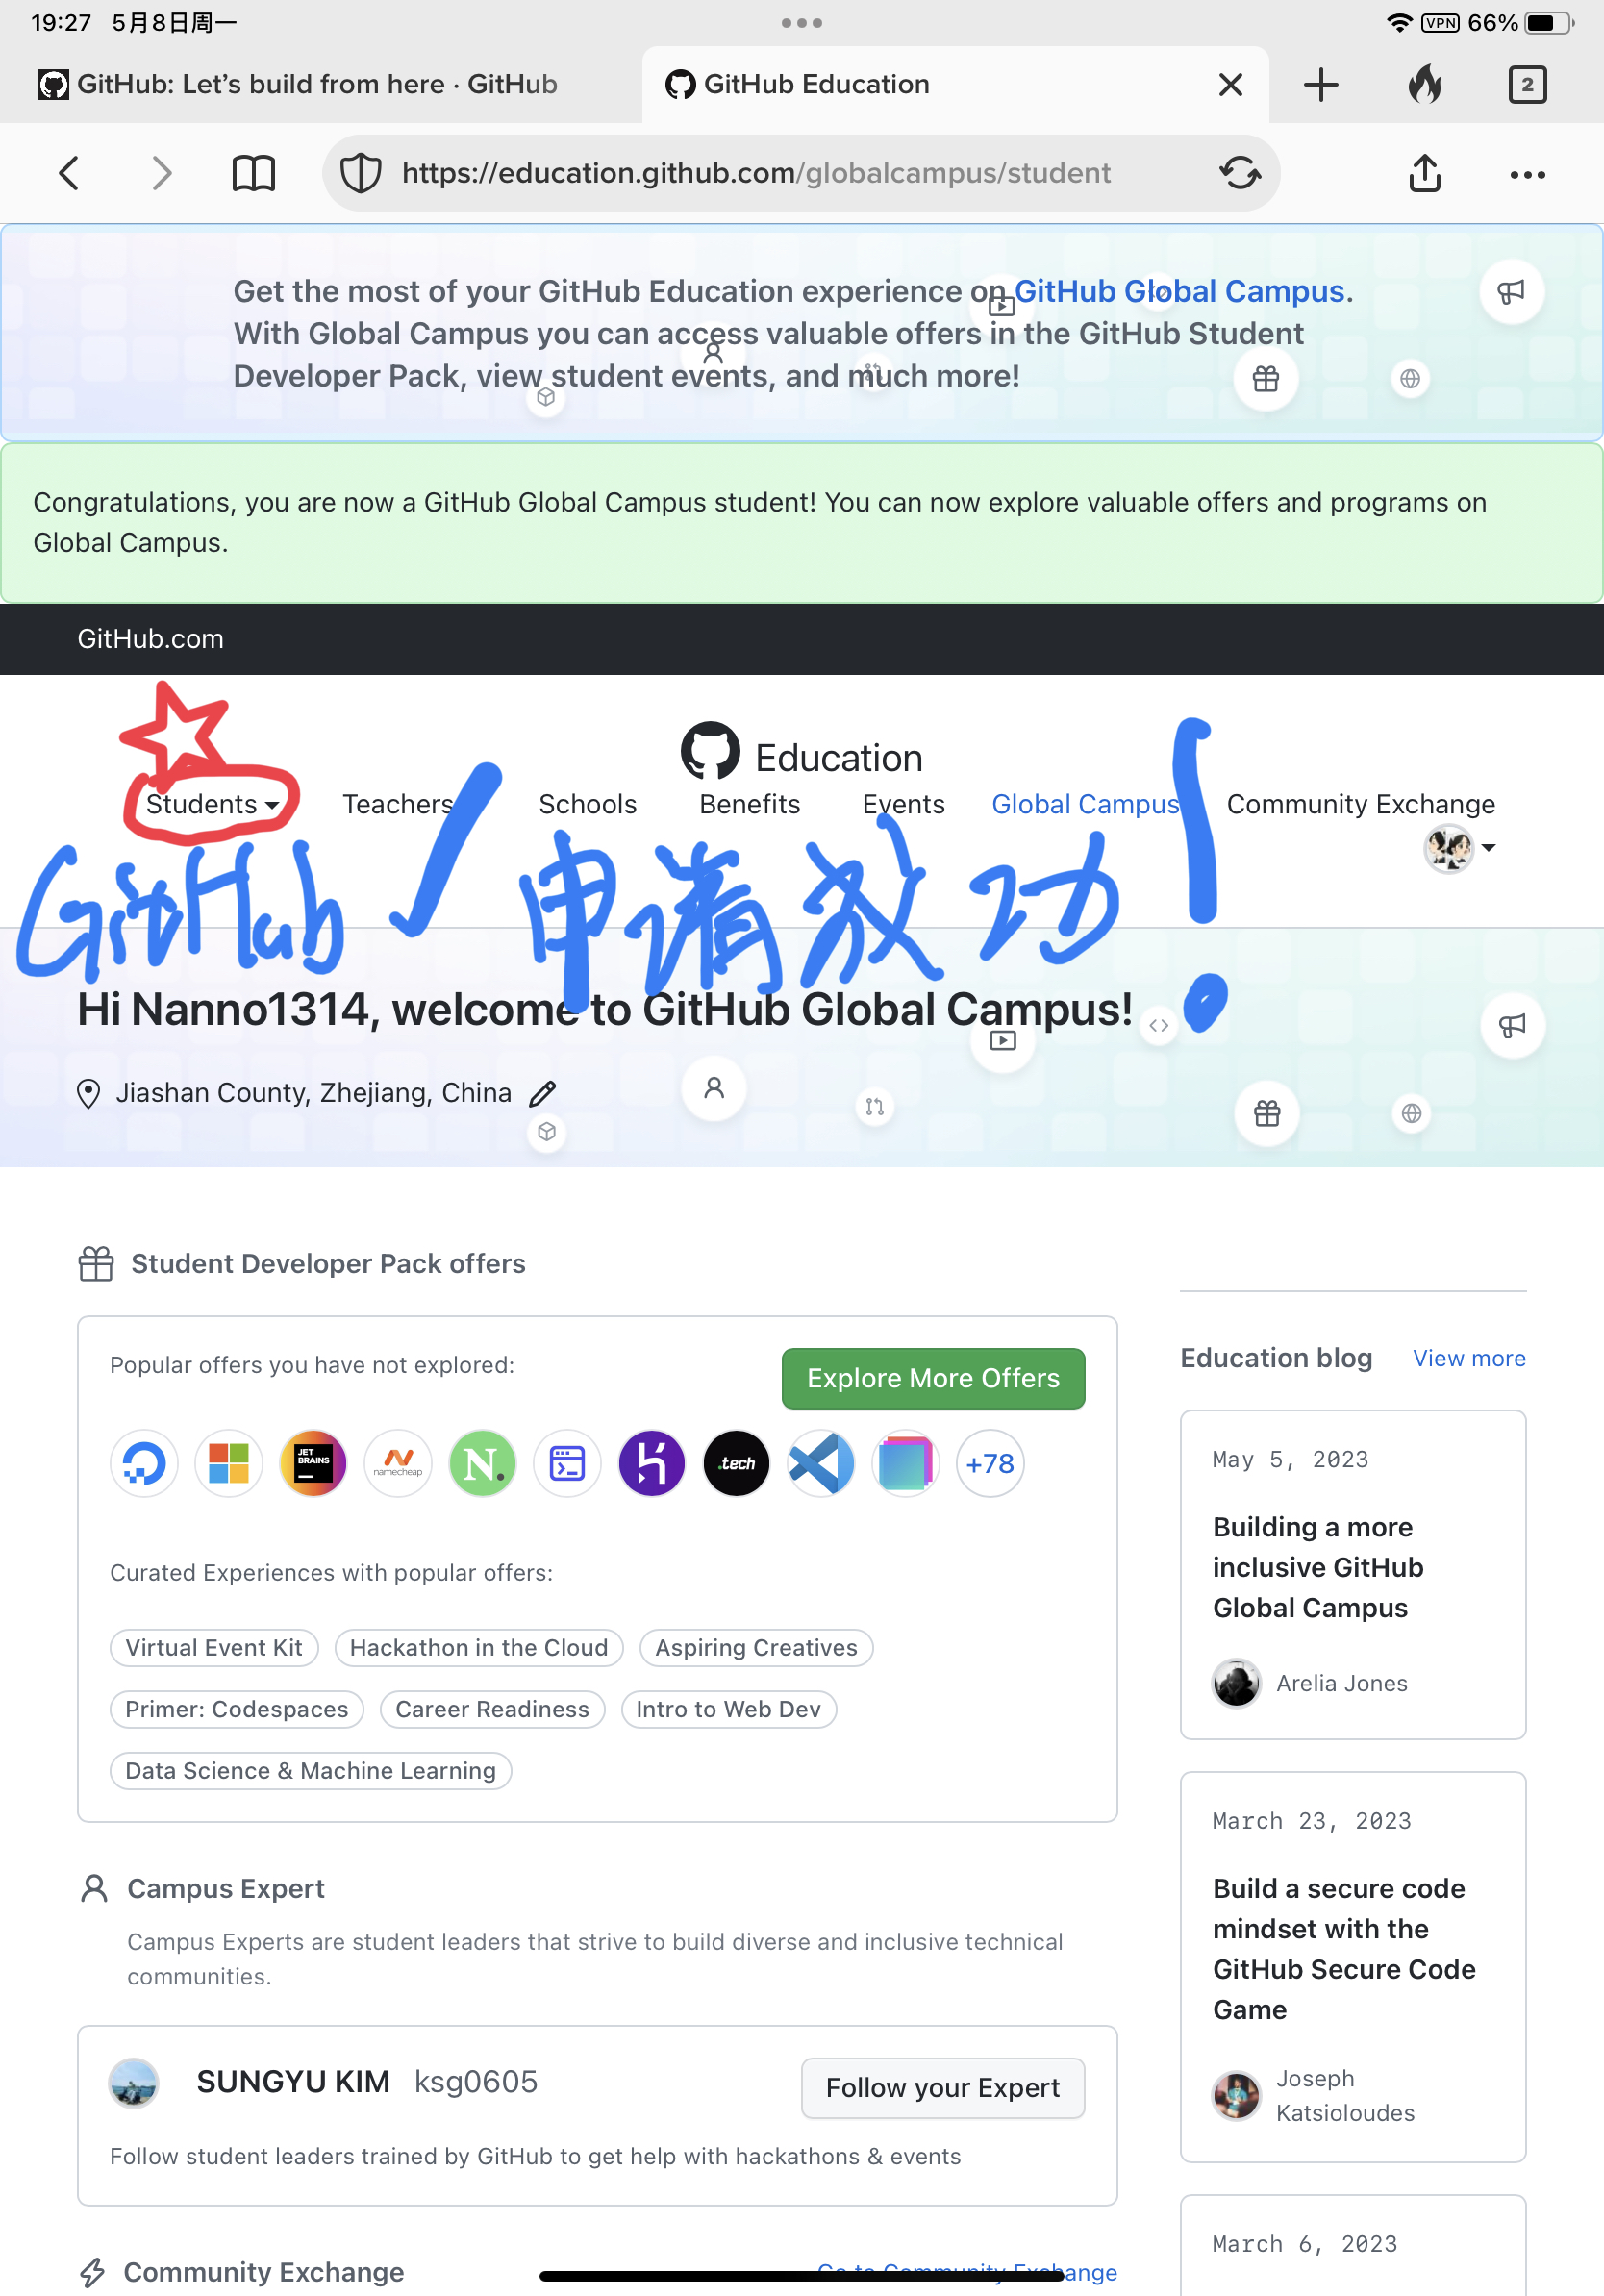 19:27 5月8日周一
VPN 66%
GitHub: Let's build from here · GitHub
GitHub Education
2
https://education.github.com/globalcampus/student
Get the most of your GitHub Education experience on GitHub Global Campus.
With Global Campus you can access valuable offers in the GitHub Student
Developer Pack, view student events, and much more!
Congratulations, you are now a GitHub Global Campus student! You can now explore valuable offers and programs on
Global Campus.
GitHub.com
Education
Students Teachers Schools Benefits Events Global Campus Community Exchange
GitHub 申请成功!
Hi Nanno1314, welcome to GitHub Global Campus!
Jiashan County, Zhejiang, China
Student Developer Pack offers
Popular offers you have not explored:
Explore More Offers
JET BRAINS
namecheap
N.
.tech
+78
Curated Experiences with popular offers:
Virtual Event Kit Hackathon in the Cloud Aspiring Creatives
Primer: Codespaces Career Readiness Intro to Web Dev
Data Science & Machine Learning
Campus Expert
Campus Experts are student leaders that strive to build diverse and inclusive technical
communities.
SUNGYU KIM ksg0605
Follow your Expert
Follow student leaders trained by GitHub to get help with hackathons & events
Community Exchange
Go to Community Exchange
Education blog View more
May 5, 2023
Building a more
inclusive GitHub
Global Campus
Arelia Jones
March 23, 2023
Build a secure code
mindset with the
GitHub Secure Code
Game
Joseph
Katsioloudes
March 6, 2023